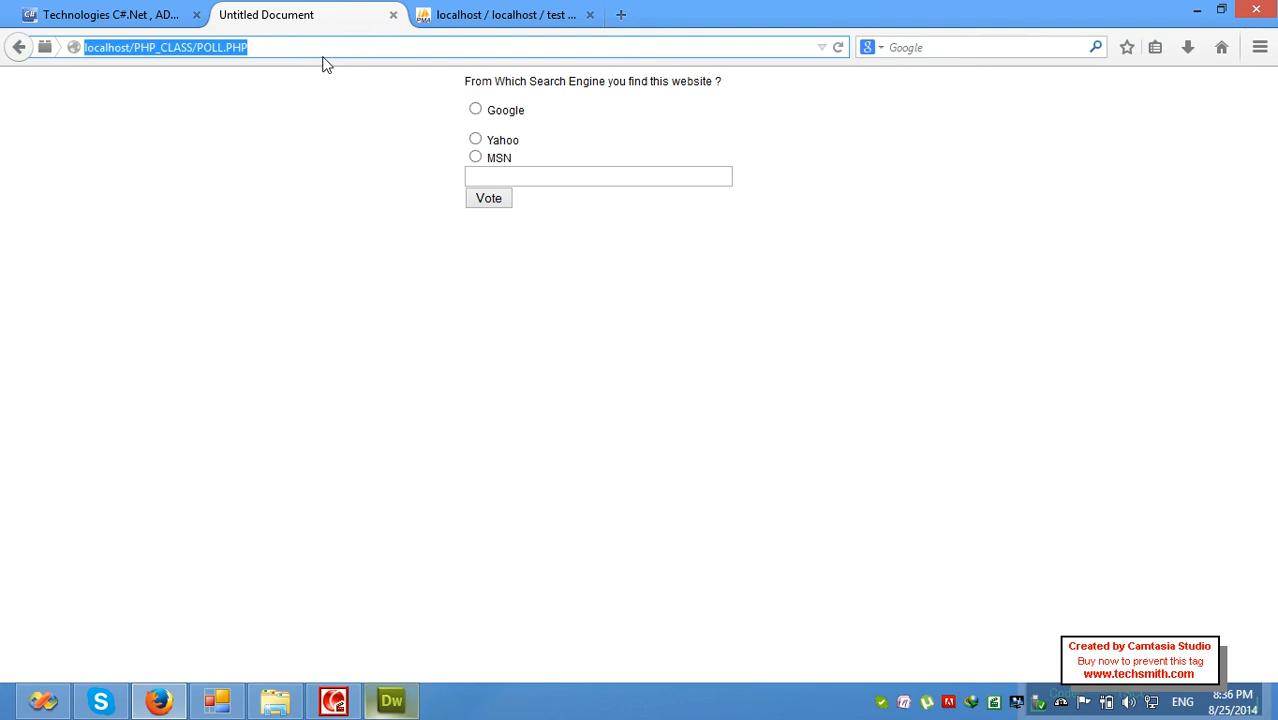 Technologies C#.Net , AD...
Untitled Document
localhost / localhost / test ...
localhost/PHP_CLASS/POLL.PHP
Google
From Which Search Engine you find this website ?
Google
Yahoo
MSN
Vote
Created by Camtasia Studio
Buy now to prevent this tag
www.techsmith.com
Dw
ENG
8:36 PM
8/25/2014